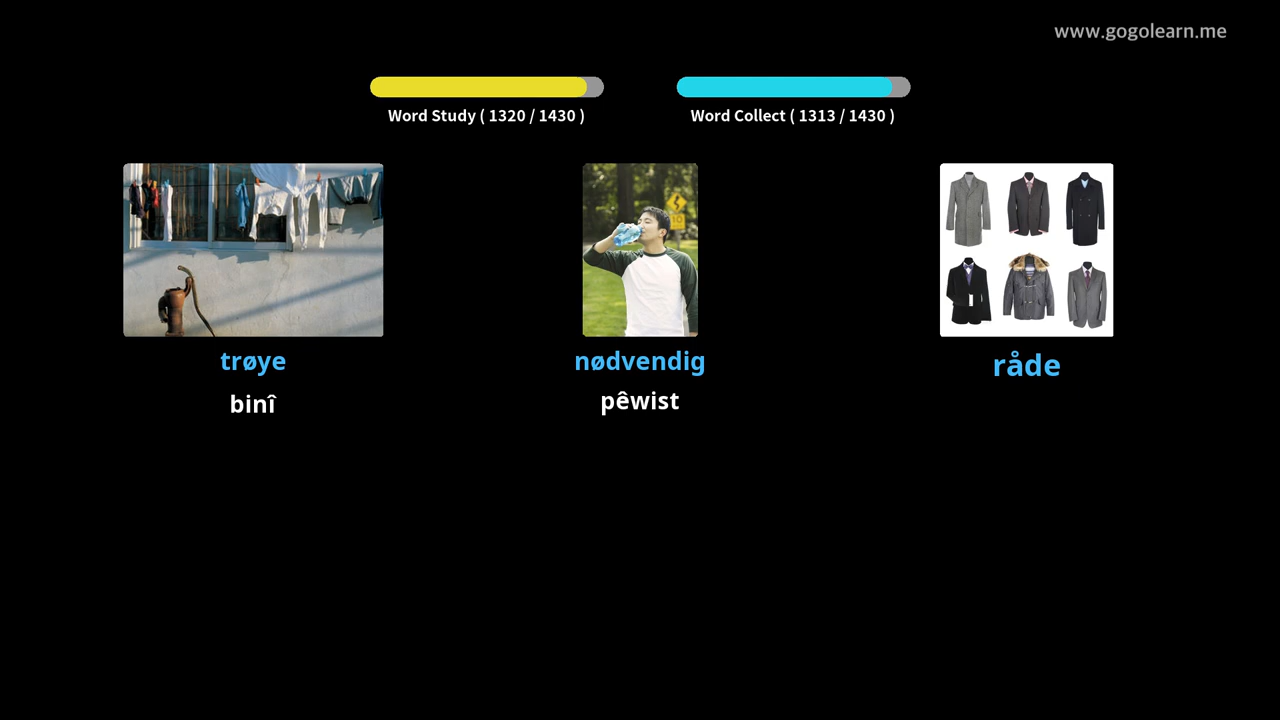 www.gogolearn.me
Word Study ( 1320 / 1430 )
Word Collect ( 1313 / 1430 )
trøye
binî
nødvendig
pêwist
råde